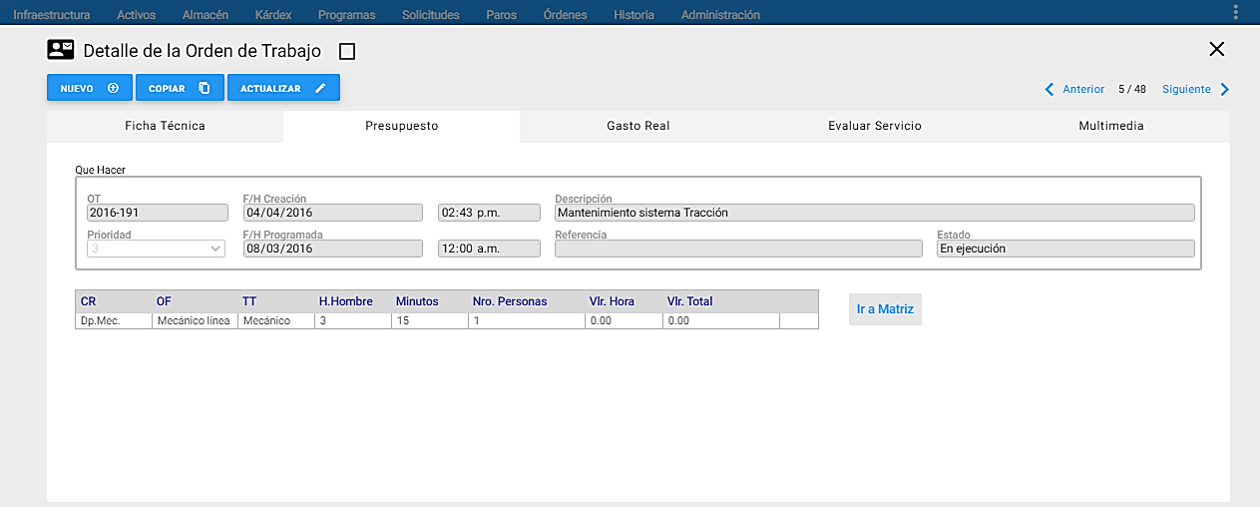 Infraestructura Activos Almacén Kárdex Programas Solicitudes Paros Órdenes Historia Administración
Detalle de la Orden de Trabajo
NUEVO COPIAR ACTUALIZAR Anterior 5 / 48 Siguiente
Ficha Técnica Presupuesto Gasto Real Evaluar Servicio Multimedia
Que Hacer
OT F/H Creación Descripción
2016-191 04/04/2016 02:43 p.m. Mantenimiento sistema Tracción
Prioridad F/H Programada Referencia Estado
3 08/03/2016 12:00 a.m. En ejecución
CR OF TT H.Hombre Minutos Nro. Personas Vlr. Hora Vlr. Total
Ir a Matriz
Dp.Mec. Mecánico línea Mecánico 3 15 1 0.00 0.00